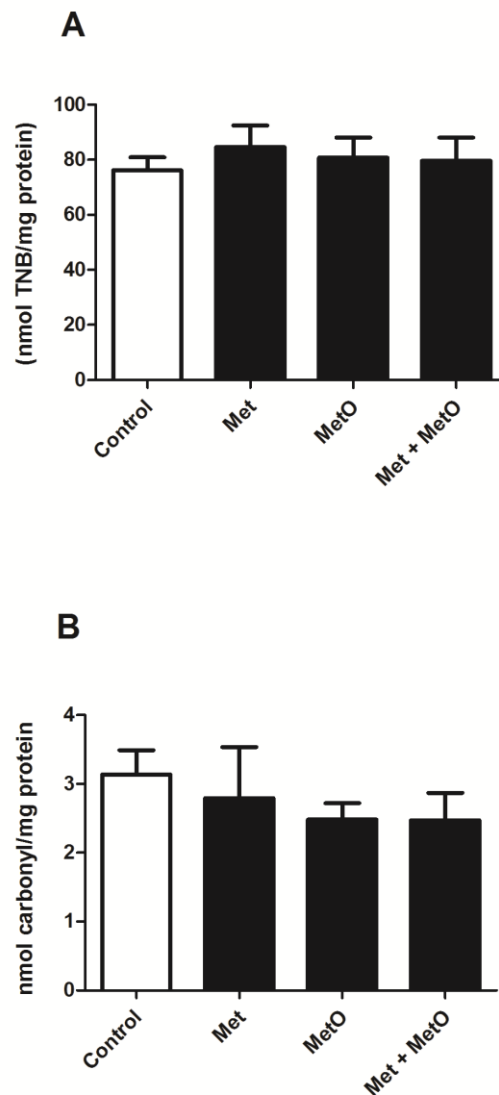 A
(nmol TNB/mg protein)
100
80
60
40
20
0
Control
Met
MetO
Met + MetO
B
nmol carbonyl/mg protein
4
3
2
1
0
Control
Met
MetO
Met + MetO